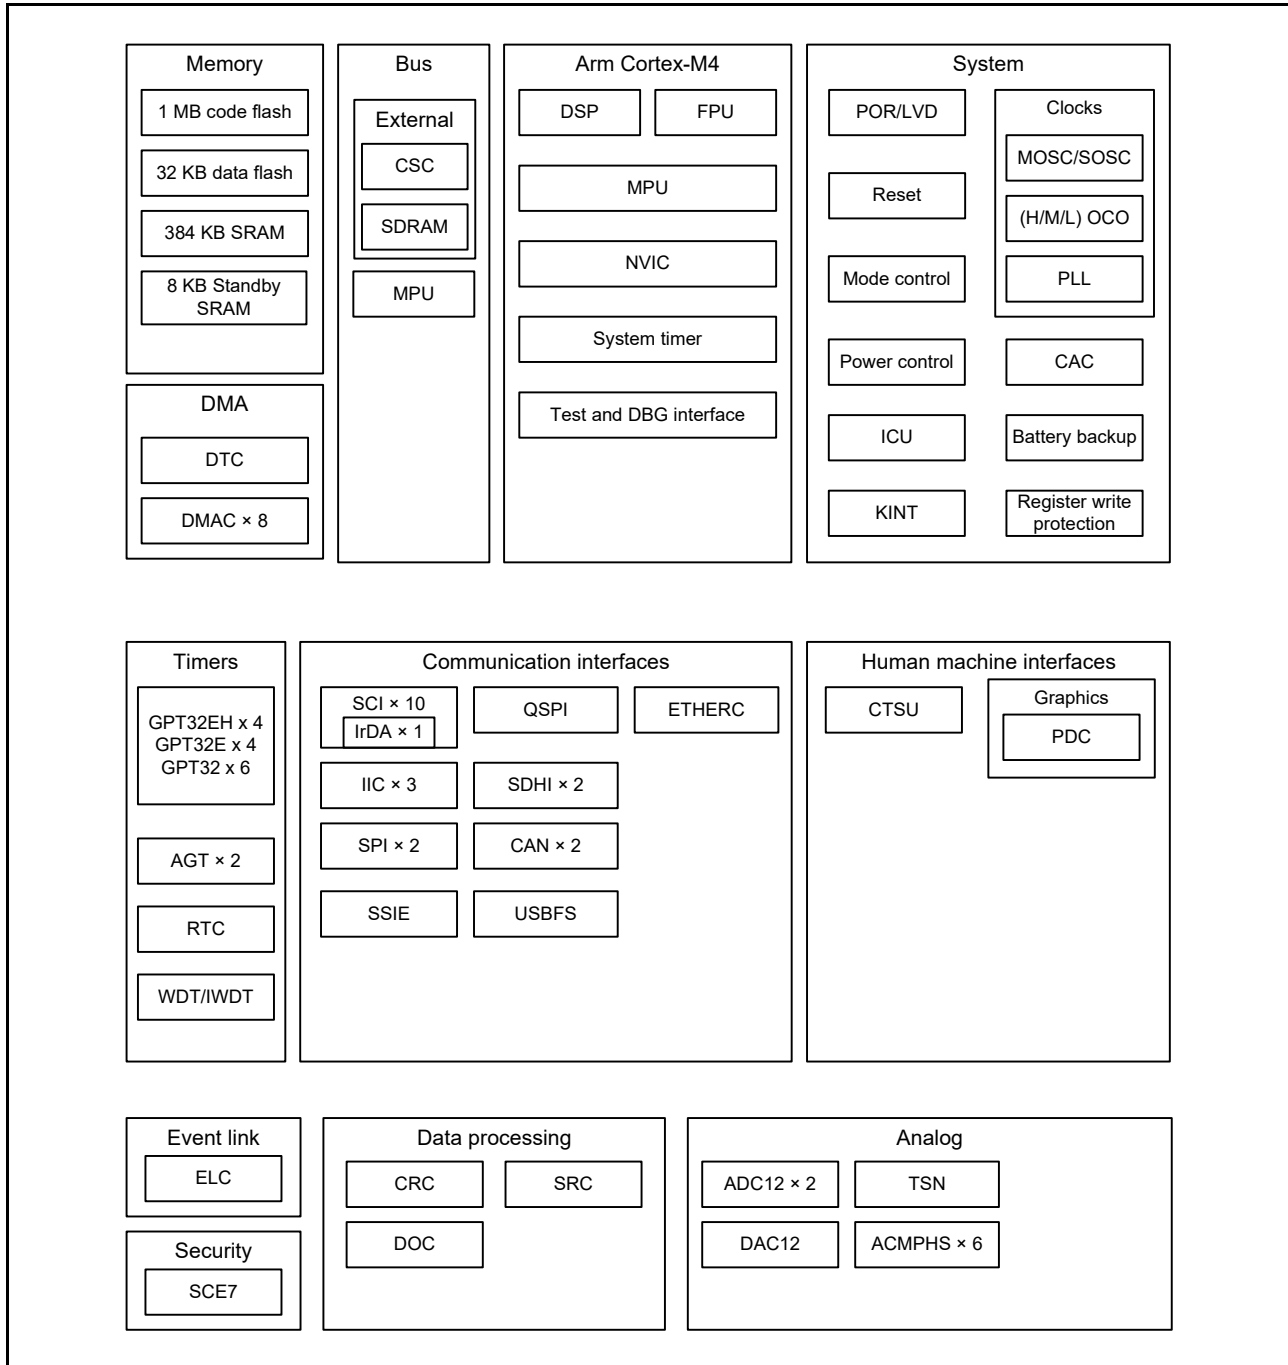 Memory
1 MB code flash
32 KB data flash
384 KB SRAM
8 KB Standby
SRAM
DMA
DTC
DMAC × 8
Bus
External
CSC
SDRAM
MPU
Arm Cortex-M4
DSP
FPU
MPU
NVIC
System timer
Test and DBG interface
System
POR/LVD
Reset
Mode control
Power control
ICU
KINT
Clocks
MOSC/SOSC
(H/M/L) OCO
PLL
CAC
Battery backup
Register write
protection
Timers
GPT32EH x 4
GPT32E x 4
GPT32 x 6
AGT × 2
RTC
WDT/IWDT
Communication interfaces
SCI × 10
IrDA × 1
IIC × 3
SPI × 2
SSIE
QSPI
SDHI × 2
CAN × 2
USBFS
ETHERC
Human machine interfaces
CTSU
Graphics
PDC
Event link
ELC
Security
SCE7
Data processing
CRC
SRC
DOC
Analog
ADC12 × 2
TSN
DAC12
ACMPHS × 6